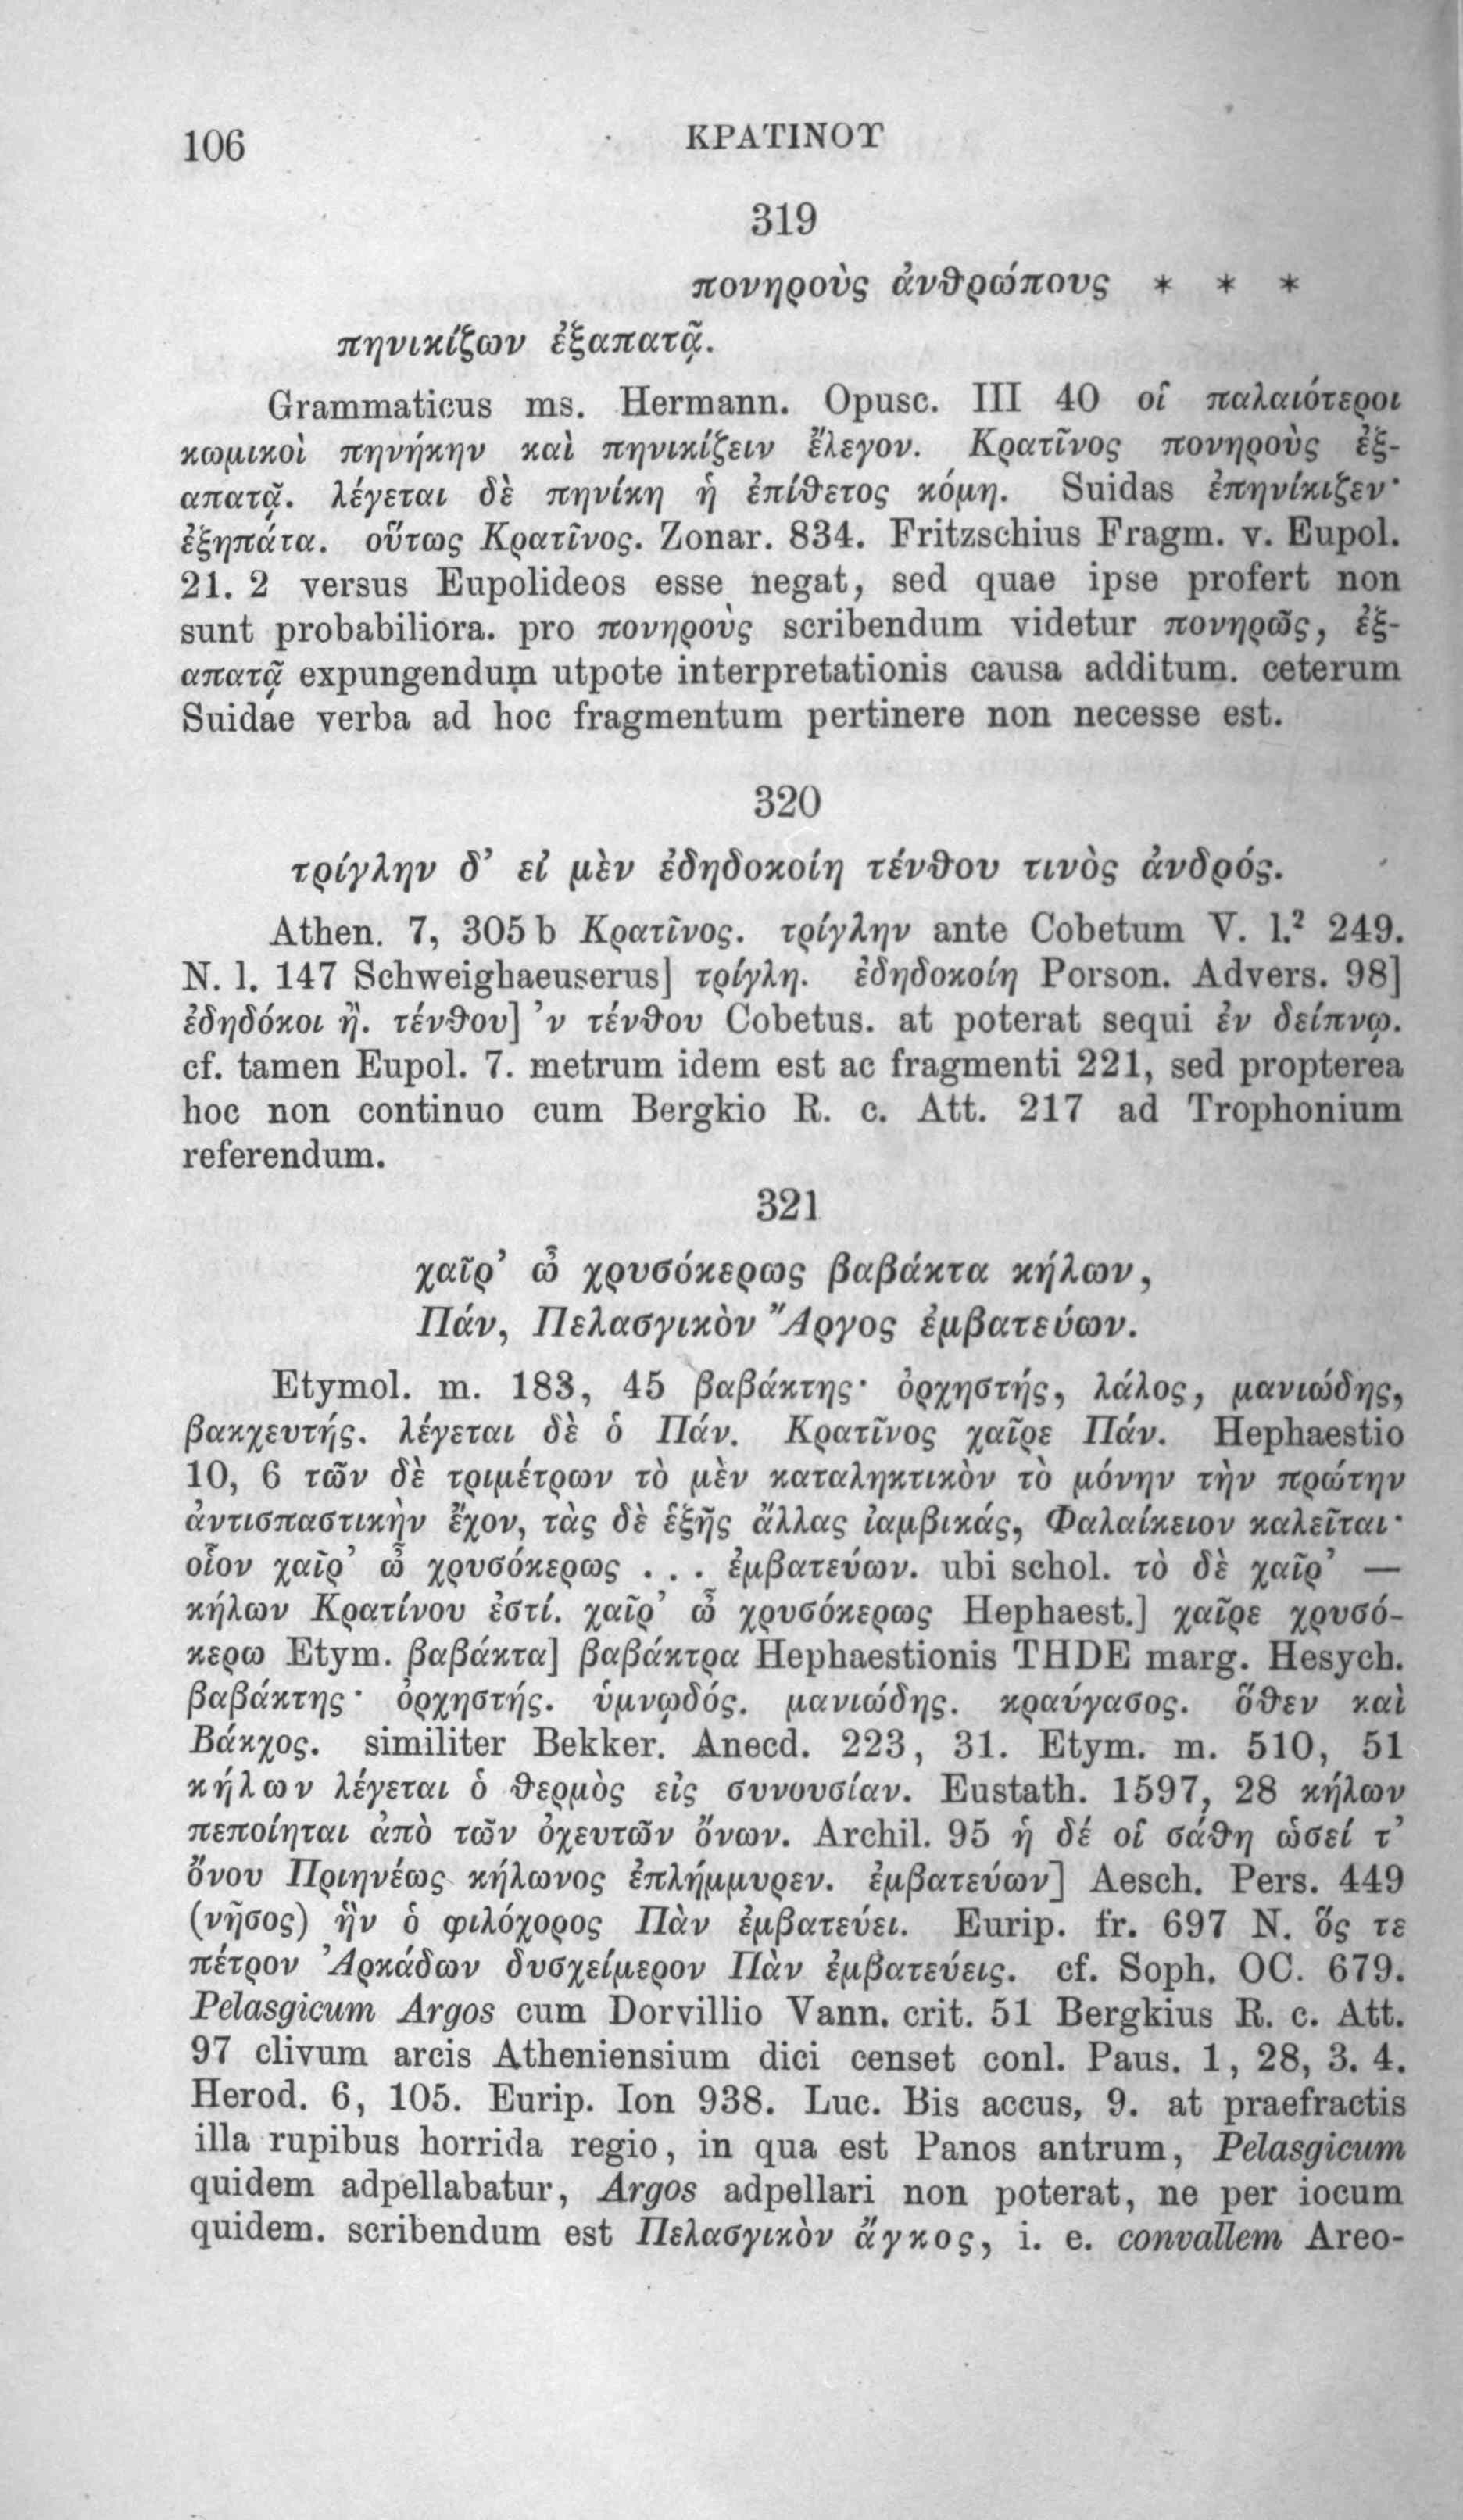 106
ΚΡΑΤΙΝΟΥ
319
πονηροὺς ἀνθρώπους * * *
πηνικίζων ἐξαπατᾷ.
Grammaticus ms. Hermann. Opusc. III 40 οἱ παλαιότεροι
κωμικοὶ πηνήκην καὶ πηνικίζειν ἔλεγον. Κρατῖνος πονηροὺς ἐξ-
απατᾷ. λέγεται δὲ πηνίκη ἡ ἐπίθετος κόμη. Suidas ἐπηνίκιζεν·
ἐξηπάτα. οὕτως Κρατῖνος. Zonar. 834. Fritzschius Fragm. v. Eupol.
21. 2 versus Eupolideos esse negat, sed quae ipse profert non
sunt probabiliora. pro πονηροὺς scribendum videtur πονηρῶς, ἐξ-
απατᾷ expungendum utpote interpretationis causa additum. ceterum
Suidae verba ad hoc fragmentum pertinere non necesse est.
320
τρίγλην δ’ εἰ μὲν ἐδηδοκοίη τένθου τινὸς ἀνδρός.
Athen. 7, 305 b Κρατῖνος. τρίγλην ante Cobetum V. l.² 249.
N. l. 147 Schweighaeuserus] τρίγλη. ἐδηδοκοίη Porson. Advers. 98]
ἐδηδόκοι ἢ. τένθου] ’ν τένθου Cobetus. at poterat sequi ἐν δείπνῳ.
cf. tamen Eupol. 7. metrum idem est ac fragmenti 221, sed propterea
hoc non continuo cum Bergkio R. c. Att. 217 ad Trophonium
referendum.
321
χαῖρ’ ὦ χρυσόκερως βαβάκτα κήλων,
Πάν, Πελασγικὸν Ἄργος ἐμβατεύων.
Etymol. m. 183, 45 βαβάκτης· ὀρχηστής, λάλος, μανιώδης,
βακχευτής. λέγεται δὲ ὁ Πάν. Κρατῖνος χαῖρε Πάν. Hephaestio
10, 6 τῶν δὲ τριμέτρων τὸ μὲν καταληκτικὸν τὸ μόνην τὴν πρώτην
ἀντισπαστικὴν ἔχον, τὰς δὲ ἑξῆς ἄλλας ἰαμβικάς, Φαλαίκειον καλεῖται·
οἷον χαῖρ’ ὦ χρυσόκερως . . . ἐμβατεύων. ubi schol. τὸ δὲ χαῖρ’ —
κήλων Κρατίνου ἐστί. χαῖρ’ ὦ χρυσόκερως Hephaest.] χαῖρε χρυσό-
κερω Etym. βαβάκτα] βαβάκτρα Hephaestionis THDE marg. Hesych.
βαβάκτης· ὀρχηστής. ὑμνῳδός. μανιώδης. κραύγασος. ὅθεν καὶ
Βάκχος. similiter Bekker. Anecd. 223, 31. Etym. m. 510, 51
κήλων λέγεται ὁ θερμὸς εἰς συνουσίαν. Eustath. 1597, 28 κήλων
πεποίηται ἀπὸ τῶν ὀχευτῶν ὄνων. Archil. 95 ἡ δέ οἱ σάθη ὡσεί τ’
ὄνου Πριηνέως κήλωνος ἐπλήμμυρεν. ἐμβατεύων] Aesch. Pers. 449
(νῆσος) ἣν ὁ φιλόχορος Πὰν ἐμβατεύει. Eurip. fr. 697 N. ὅς τε
πέτρον Ἀρκάδων δυσχείμερον Πὰν ἐμβατεύεις. cf. Soph. OC. 679.
Pelasgicum Argos cum Dorvillio Vann. crit. 51 Bergkius R. c. Att.
97 clivum arcis Atheniensium dici censet conl. Paus. 1, 28, 3. 4.
Herod. 6, 105. Eurip. Ion 938. Luc. Bis accus, 9. at praefractis
illa rupibus horrida regio, in qua est Panos antrum, Pelasgicum
quidem adpellabatur, Argos adpellari non poterat, ne per iocum
quidem. scribendum est Πελασγικὸν ἄγκος, i. e. convallem Areo-